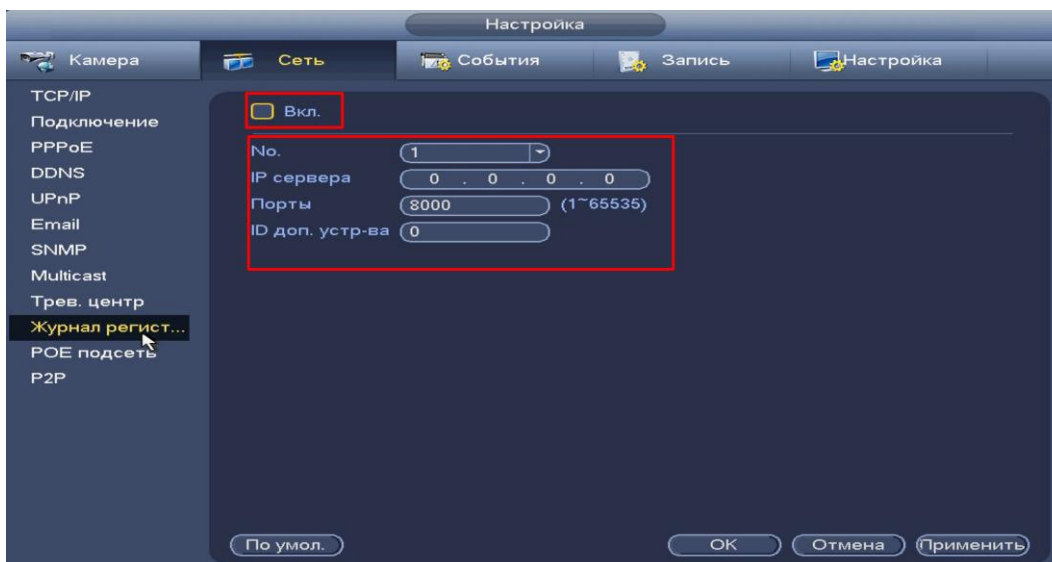 Настройка
Камера
Сеть
События
Запись
Настройка
TCP/IP
Подключение
PPPoE
DDNS
UPnP
Email
SNMP
Multicast
Трев. центр
Журнал регист...
POE подсеть
P2P
Вкл.
No. 1
IP сервера 0 . 0 . 0 . 0
Порты 8000 (1~65535)
ID доп. устр-ва 0
По умол. OK Отмена Применить